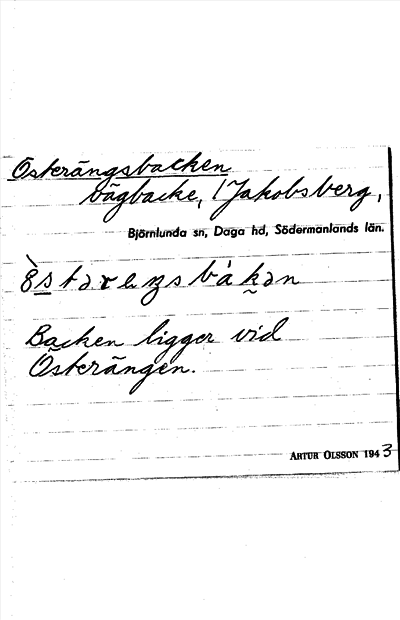 Österängsbacken
vägbacke, /Jakobsberg,
Björnlunda sn, Daga hd, Södermanlands län.
Backen ligger vid
Österängen.
ARTUR OLSSON 1943